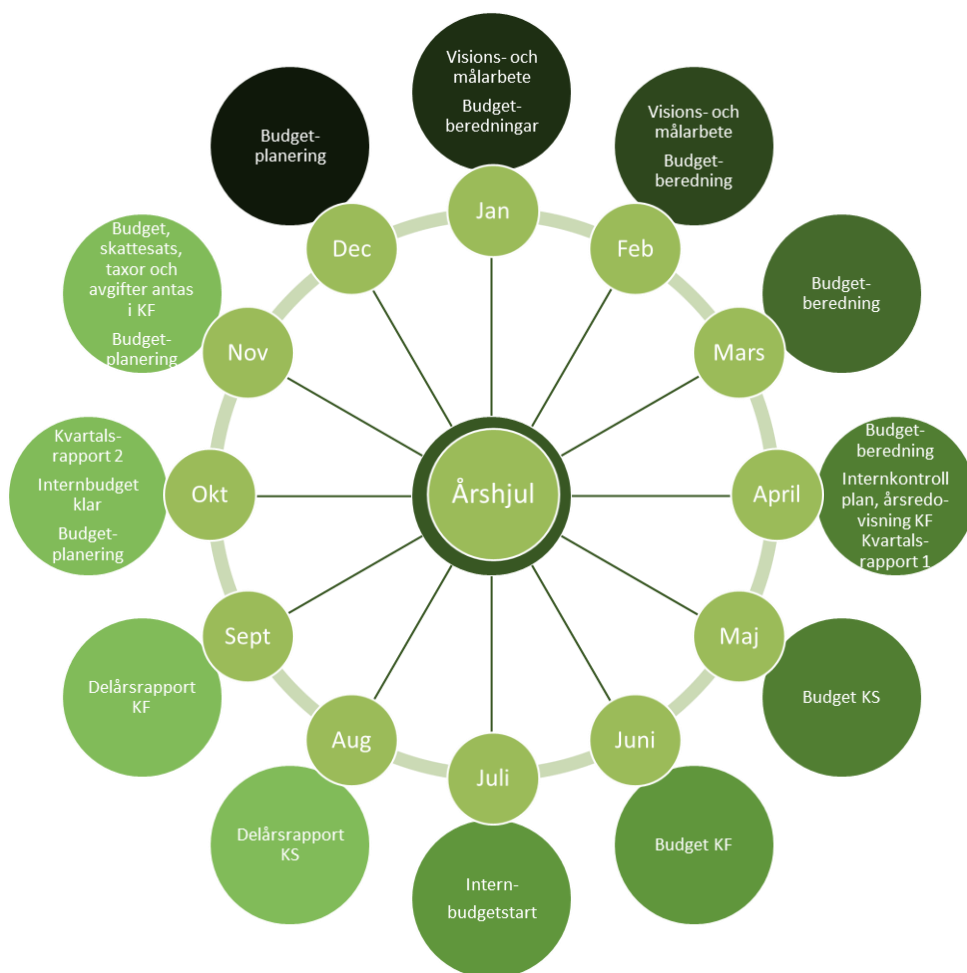 Visions- och
målarbete
Budget-
beredningar
Jan
Visions- och
målarbete
Budget-
beredning
Feb
Budget-
beredning
Mars
Budget-
beredning
Internkontroll
plan, årsredo-
visning KF
Kvartals-
rapport 1
April
Budget KS
Maj
Budget KF
Juni
Intern-
budgetstart
Juli
Delårsrapport
KS
Aug
Delårsrapport
KF
Sept
Kvartals-
rapport 2
Internbudget
klar
Budget-
planering
Okt
Budget,
skattesats,
taxor och
avgifter antas
i KF
Budget-
planering
Nov
Budget-
planering
Dec
Årshjul